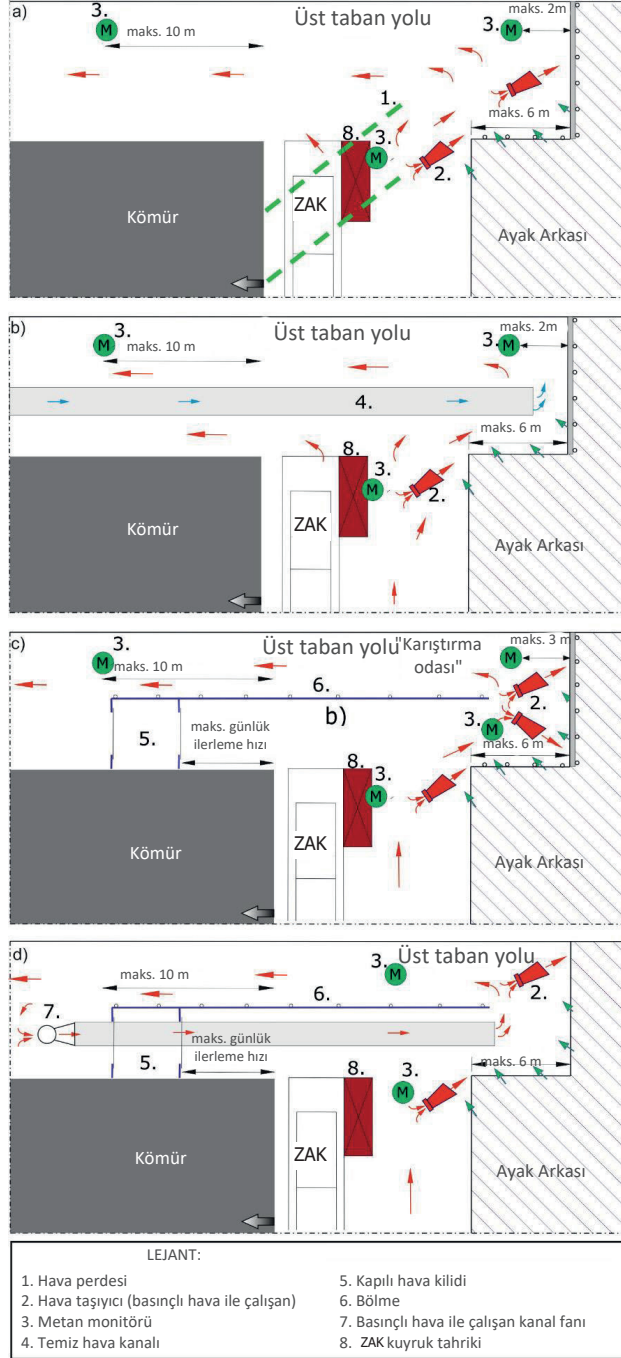 a)
Üst taban yolu
3.
M
maks. 10 m
3.
M
maks. 2m
1.
8.
3.
M
2.
maks. 6 m
ZAK
Kömür
Ayak Arkası
b)
3.
M
maks. 10 m
Üst taban yolu
3.
M
maks. 2m
4.
8.
3.
M
2.
maks. 6 m
ZAK
Kömür
Ayak Arkası
c)
3.
M
maks. 10 m
Üst taban yolu
"Karıştırma
odası"
M
maks. 3 m
6.
b)
2.
3.
M
maks. 6 m
5.
maks. günlük
ilerleme hızı
8.
3.
M
ZAK
Kömür
Ayak Arkası
d)
maks. 10 m
Üst taban yolu
3.
M
2.
6.
7.
maks. günlük
ilerleme hızı
5.
8.
3.
M
maks. 6 m
ZAK
Kömür
Ayak Arkası
LEJANT:
1. Hava perdesi
2. Hava taşıyıcı (basınçlı hava ile çalışan)
3. Metan monitörü
4. Temiz hava kanalı
5. Kapılı hava kilidi
6. Bölme
7. Basınçlı hava ile çalışan kanal fanı
8. ZAK kuyruk tahriki